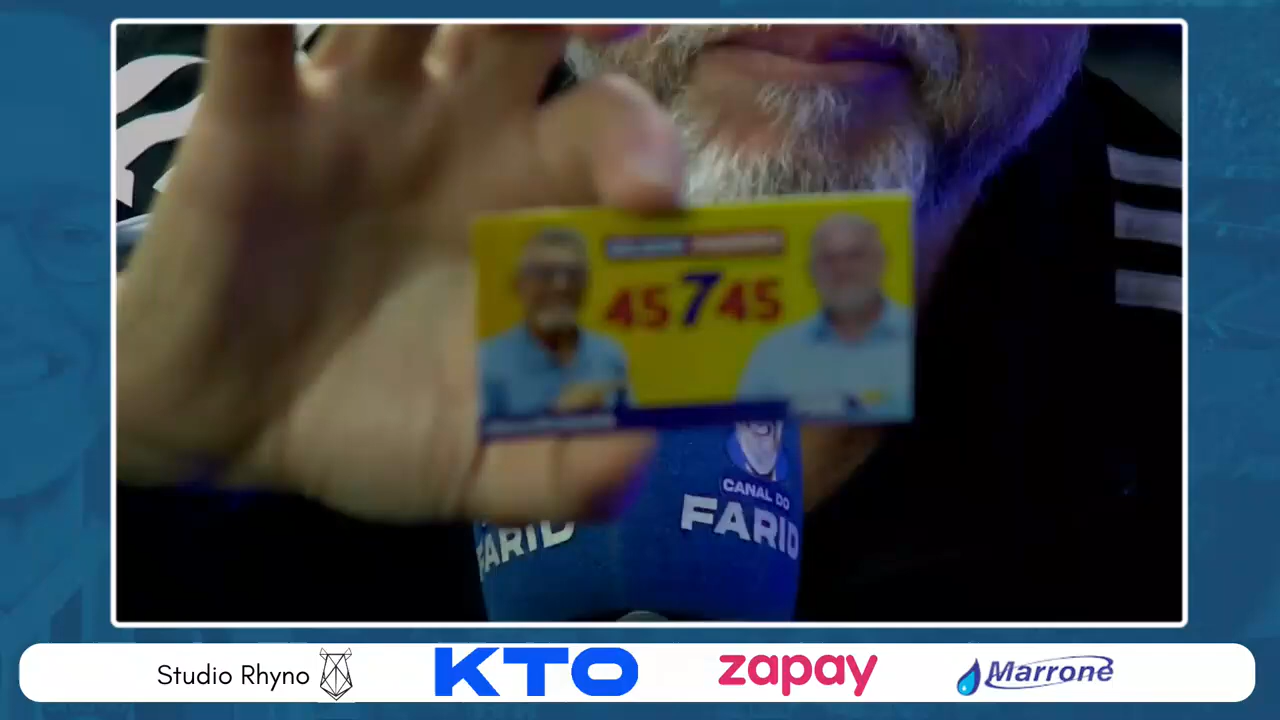 45745
CANAL DO
FARID
FARID
Studio Rhyno
KTO
zapay
Marrone